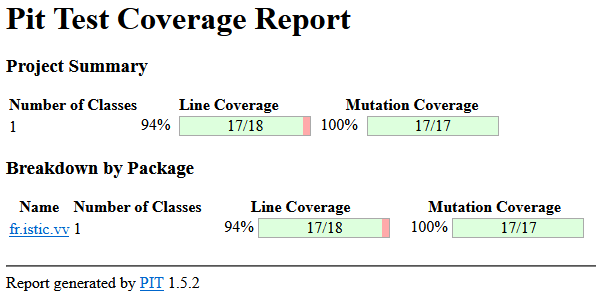 Pit Test Coverage Report
Project Summary
Number of Classes Line Coverage Mutation Coverage
1 94% 17/18 100% 17/17
Breakdown by Package
Name Number of Classes Line Coverage Mutation Coverage
fr.istic.vv 1 94% 17/18 100% 17/17
Report generated by PIT 1.5.2